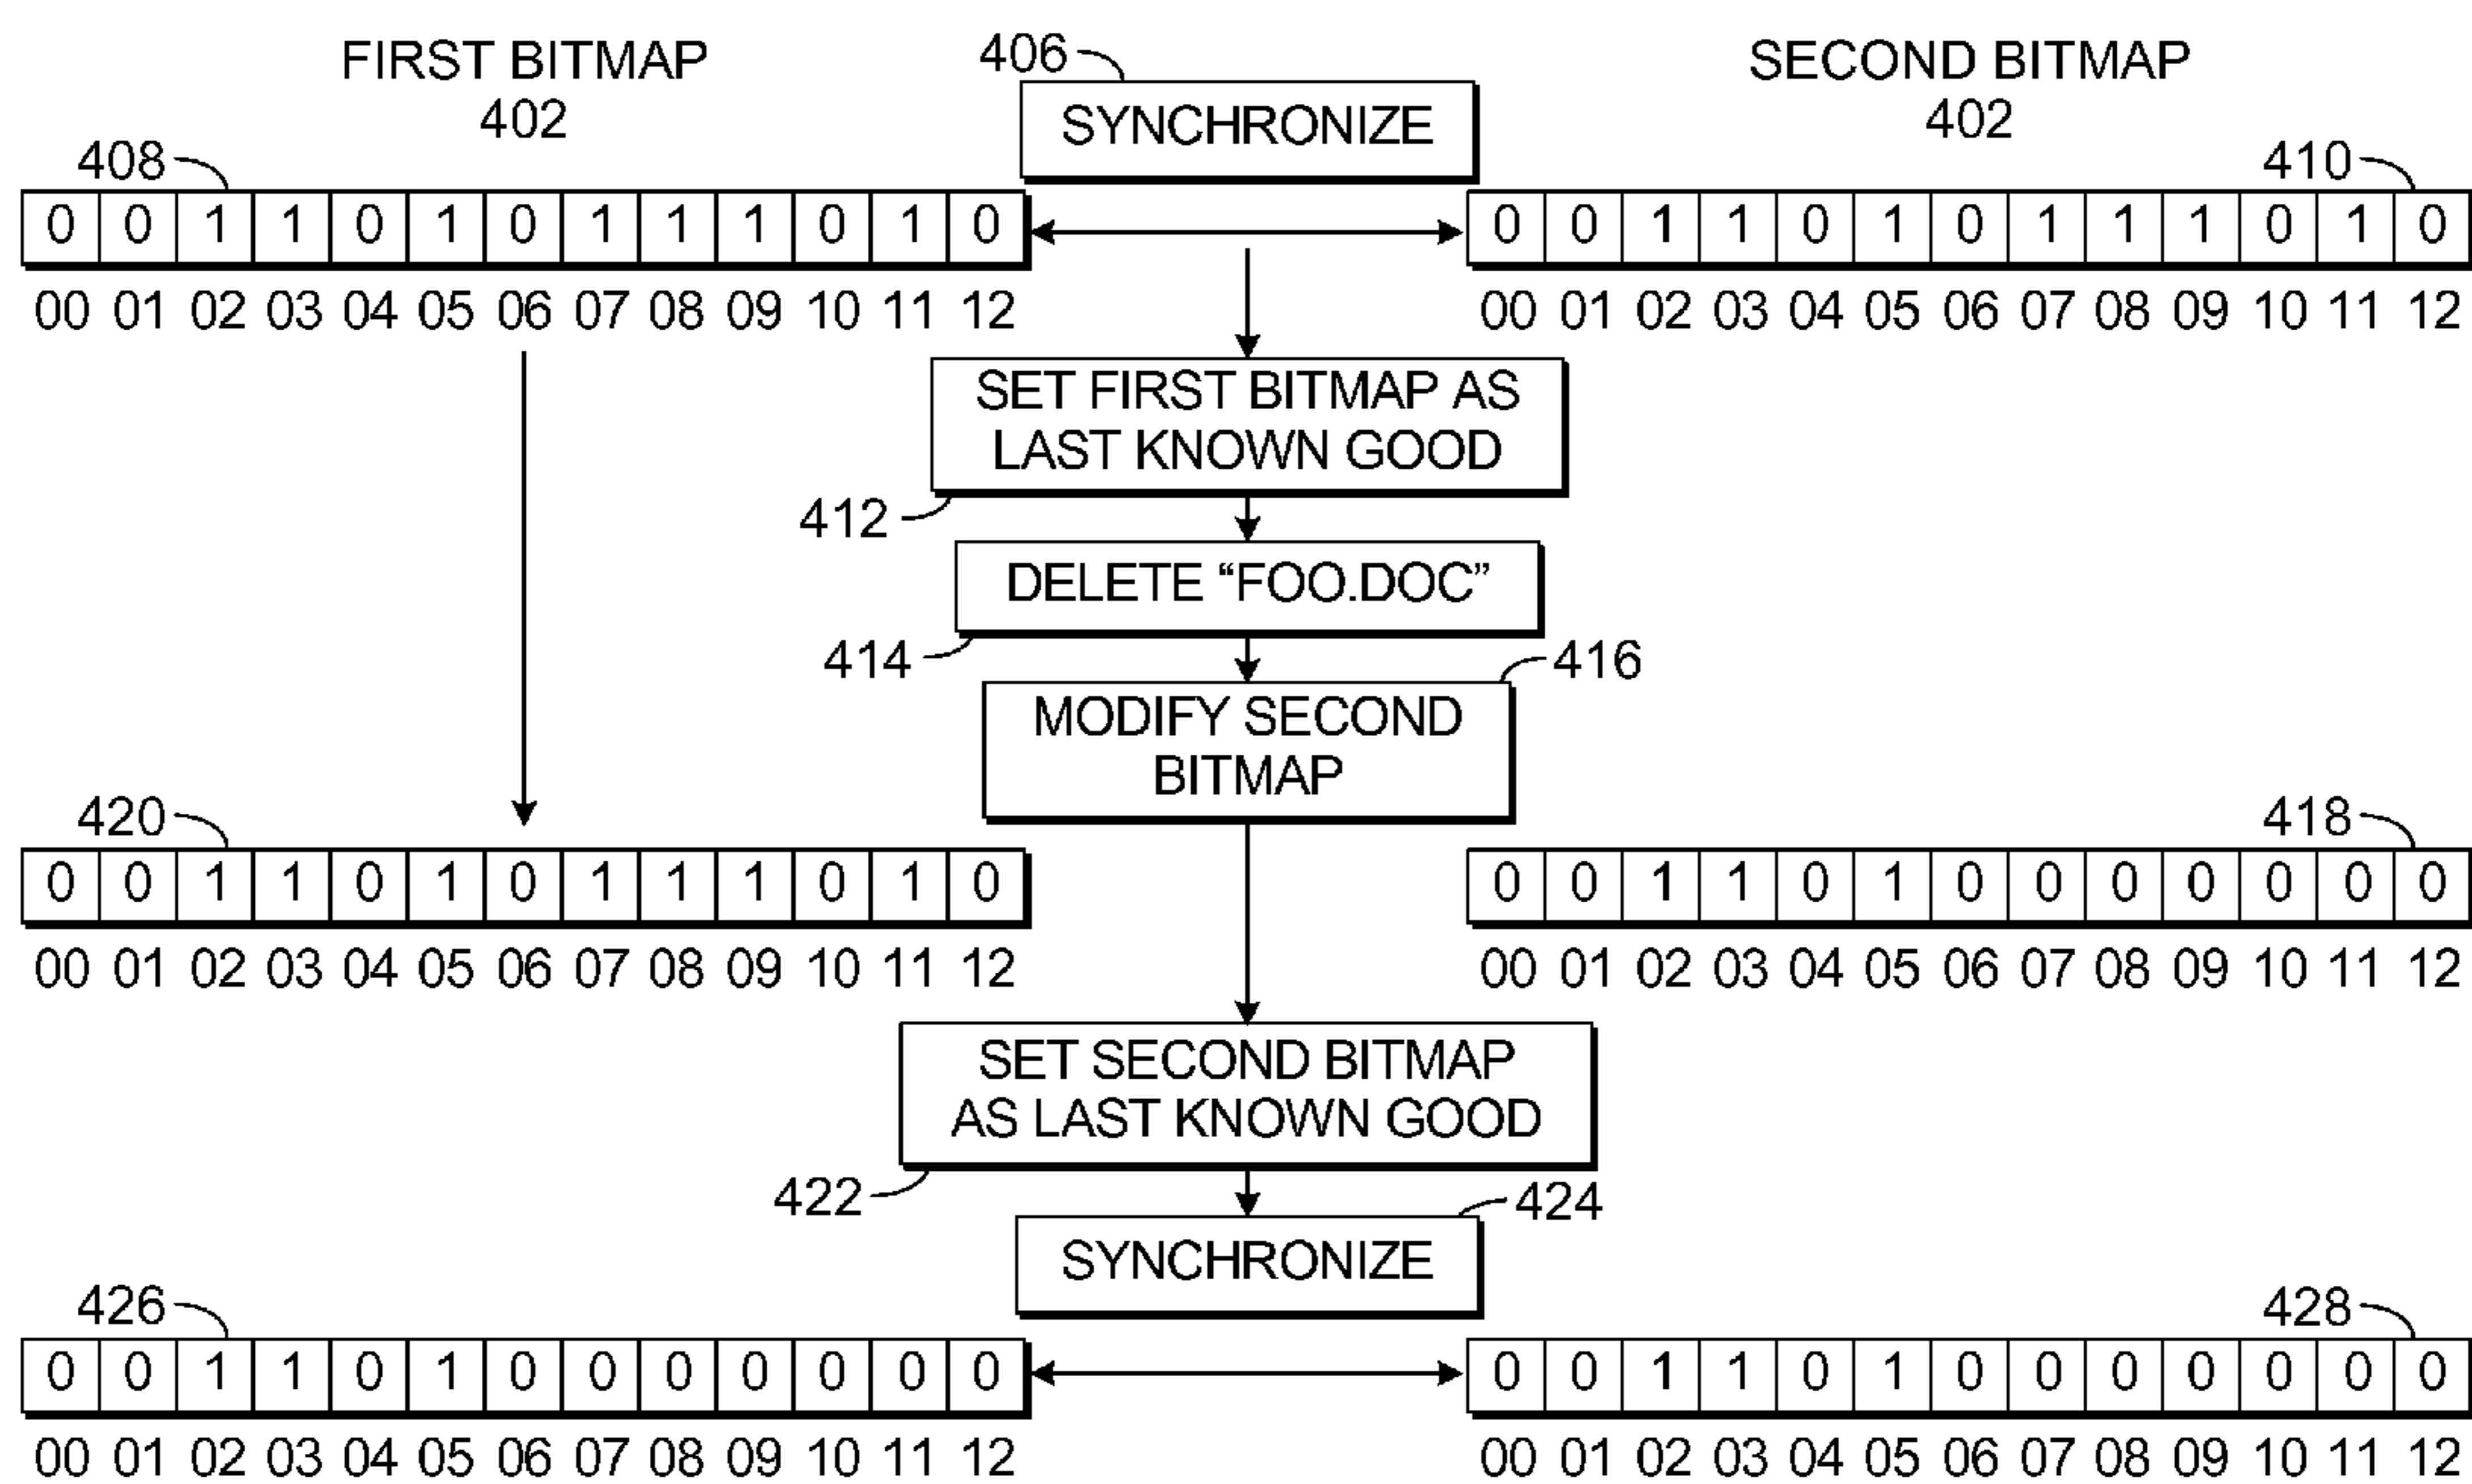 FIRST BITMAP
402
406
SYNCHRONIZE
SECOND BITMAP
402
408
410
0 0 1 1 0 1 0 1 1 1 0 1 0
0 0 1 1 0 1 0 1 1 1 0 1 0
00 01 02 03 04 05 06 07 08 09 10 11 12
00 01 02 03 04 05 06 07 08 09 10 11 12
SET FIRST BITMAP AS
LAST KNOWN GOOD
412
DELETE “FOO.DOC”
414
416
MODIFY SECOND
BITMAP
420
418
0 0 1 1 0 1 0 1 1 1 0 1 0
0 0 1 1 0 1 0 0 0 0 0 0 0
00 01 02 03 04 05 06 07 08 09 10 11 12
00 01 02 03 04 05 06 07 08 09 10 11 12
SET SECOND BITMAP
AS LAST KNOWN GOOD
422
424
SYNCHRONIZE
426
428
0 0 1 1 0 1 0 0 0 0 0 0 0
0 0 1 1 0 1 0 0 0 0 0 0 0
00 01 02 03 04 05 06 07 08 09 10 11 12
00 01 02 03 04 05 06 07 08 09 10 11 12